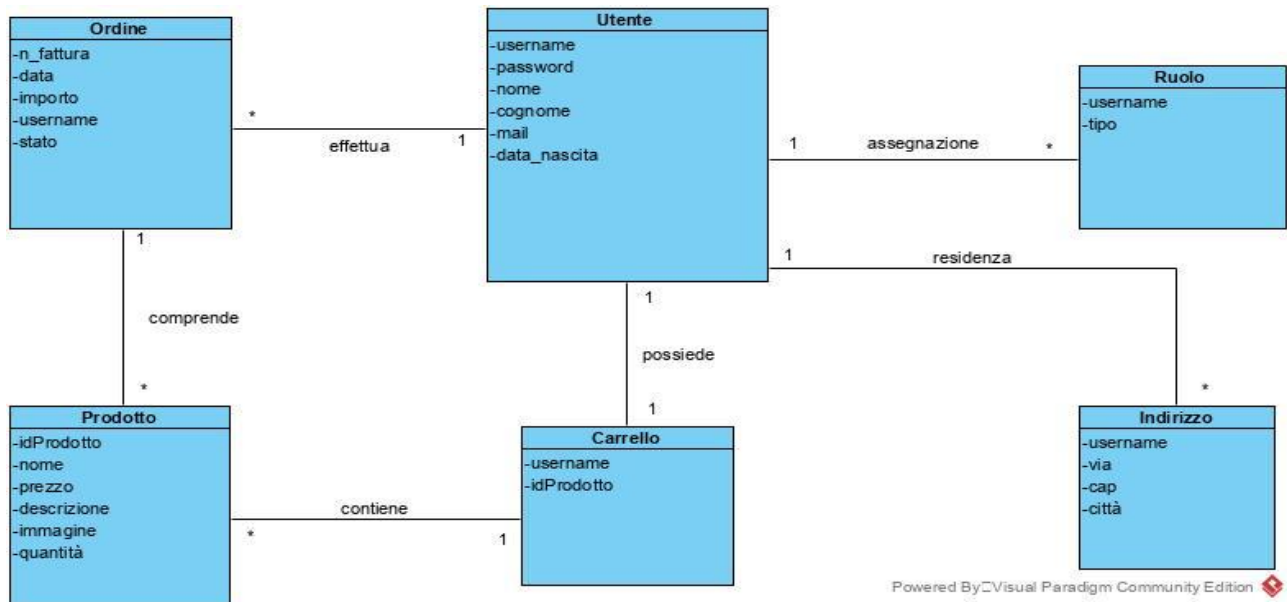 Ordine
-n_fattura
-data
-importo
-username
-stato
*
effettua
1
Utente
-username
-password
-nome
-cognome
-mail
-data_nascita
1
assegnazione
*
Ruolo
-username
-tipo
1
residenza
*
1
comprende
*
1
possiede
1
Prodotto
-idProdotto
-nome
-prezzo
-descrizione
-immagine
-quantità
*
contiene
1
Carrello
-username
-idProdotto
Indirizzo
-username
-via
-cap
-città
Powered By□Visual Paradigm Community Edition